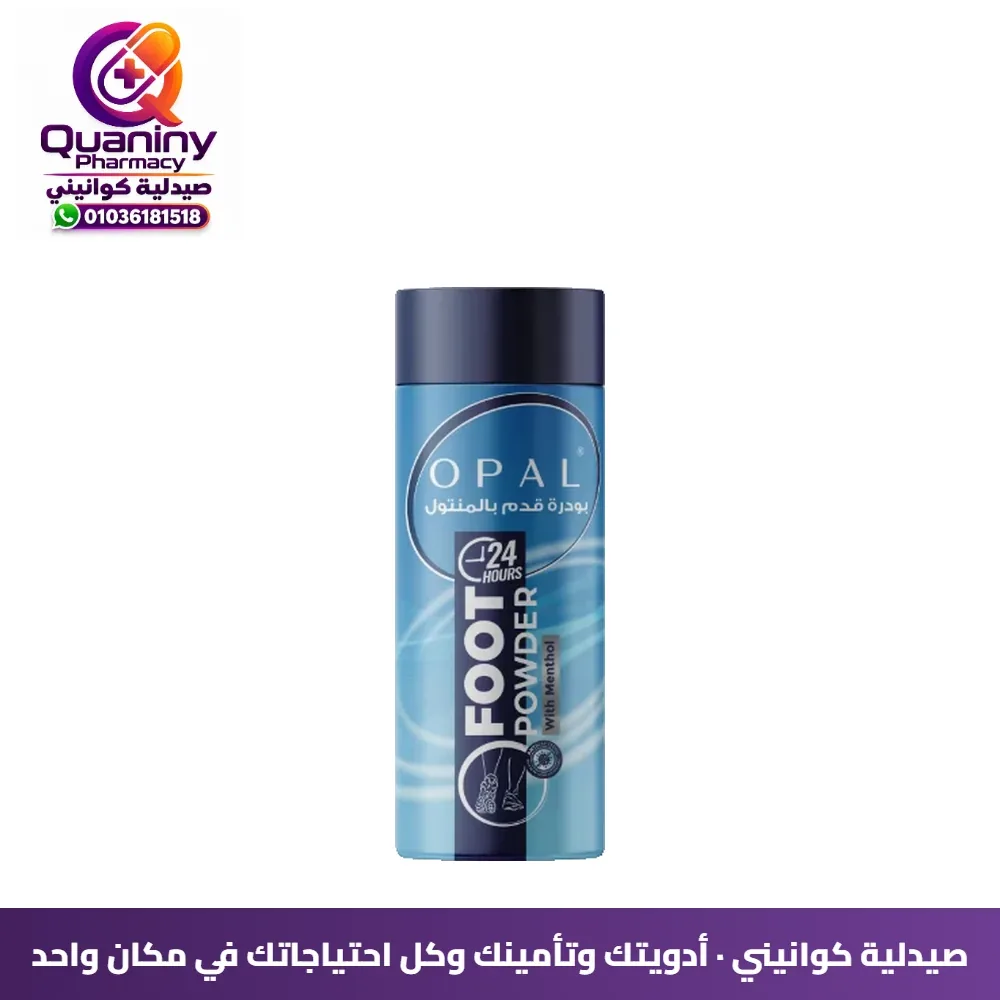 Quaniny
Pharmacy
صيدلية كوانيني
01036181518
OPAL®
بودرة قدم بالمنتول
24
HOURS
FOOT
POWDER
With Menthol
صيدلية كوانيني · أدويتك وتأمينك وكل احتياجاتك في مكان واحد